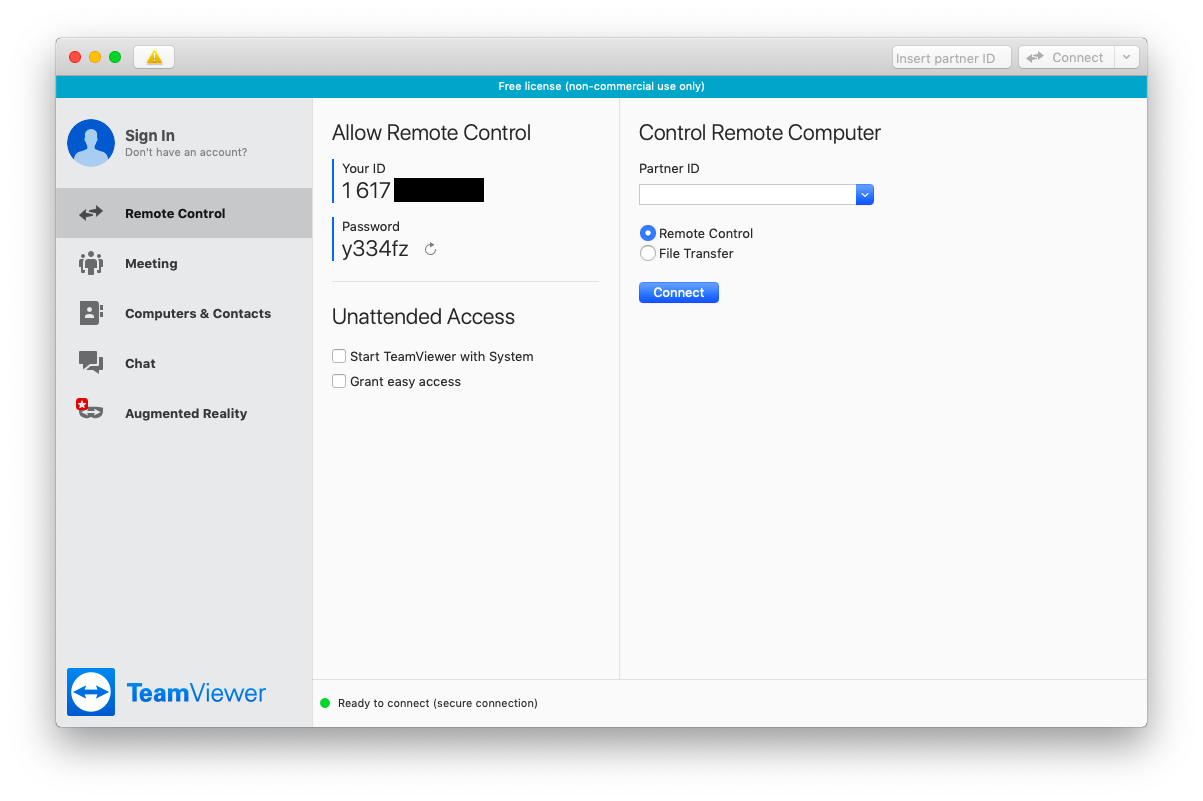 Insert partner ID
Connect
Free license (non-commercial use only)
Sign In
Don't have an account?
Remote Control
Meeting
Computers & Contacts
Chat
Augmented Reality
TeamViewer
Allow Remote Control
Your ID
1 617
Password
y334fz
Unattended Access
Start TeamViewer with System
Grant easy access
Control Remote Computer
Partner ID
Remote Control
File Transfer
Connect
Ready to connect (secure connection)